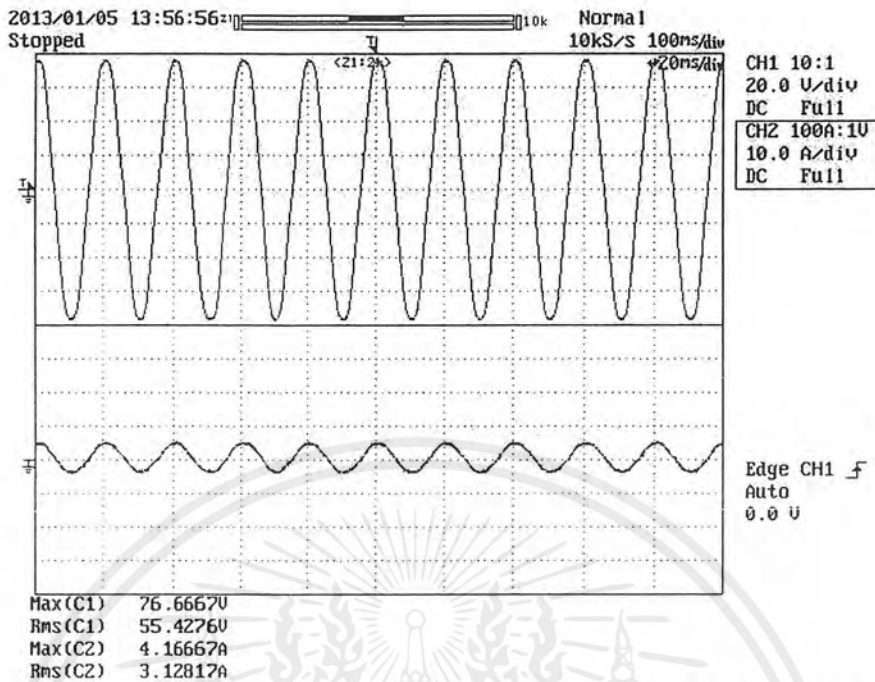 2013/01/05 13:56:56 10k Normal
Stopped 10kS/s 100ms/div
<21:24> 20ms/div
CH1 10:1
20.0 V/div
DC Full
CH2 100A:1V
10.0 A/div
DC Full
Edge CH1
Auto
0.0 V
Max(C1) 76.6667V
Rms(C1) 55.4276V
Max(C2) 4.16667A
Rms(C2) 3.12817A